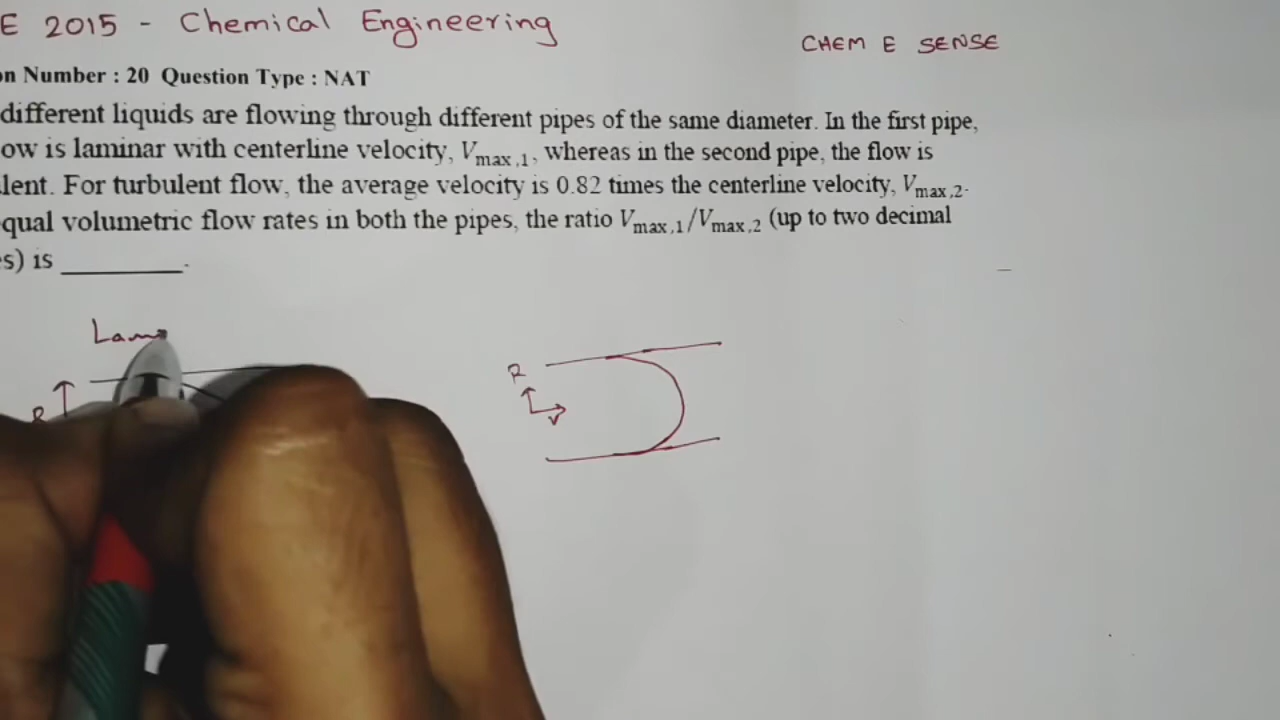 E 2015 - Chemical Engineering
CHEM E SENSE
on Number : 20 Question Type : NAT
different liquids are flowing through different pipes of the same diameter. In the first pipe,
ow is laminar with centerline velocity, Vmax,1, whereas in the second pipe, the flow is
lent. For turbulent flow, the average velocity is 0.82 times the centerline velocity, Vmax,2.
qual volumetric flow rates in both the pipes, the ratio Vmax,1/Vmax,2 (up to two decimal
s) is ________.
Lam
R
R
V